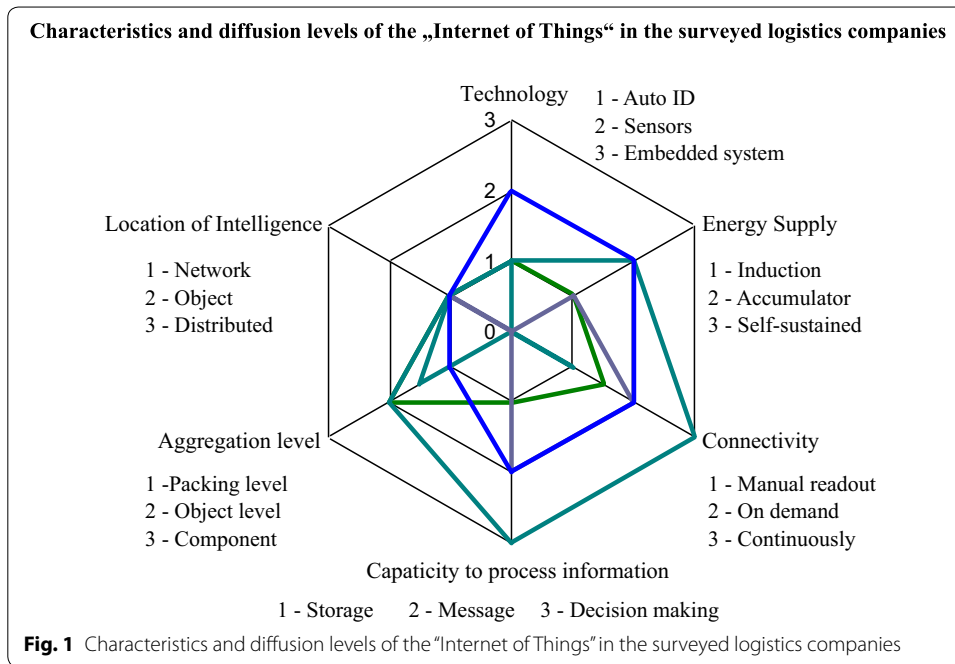 Characteristics and diffusion levels of the „Internet of Things“ in the surveyed logistics companies
Technology
1 - Auto ID
2 - Sensors
3 - Embedded system
3
2
1
0
Location of Intelligence
1 - Network
2 - Object
3 - Distributed
Energy Supply
1 - Induction
2 - Accumulator
3 - Self-sustained
Aggregation level
1 -Packing level
2 - Object level
3 - Component
Connectivity
1 - Manual readout
2 - On demand
3 - Continuously
Capaticity to process information
1 - Storage 2 - Message 3 - Decision making
Fig. 1 Characteristics and diffusion levels of the “Internet of Things” in the surveyed logistics companies